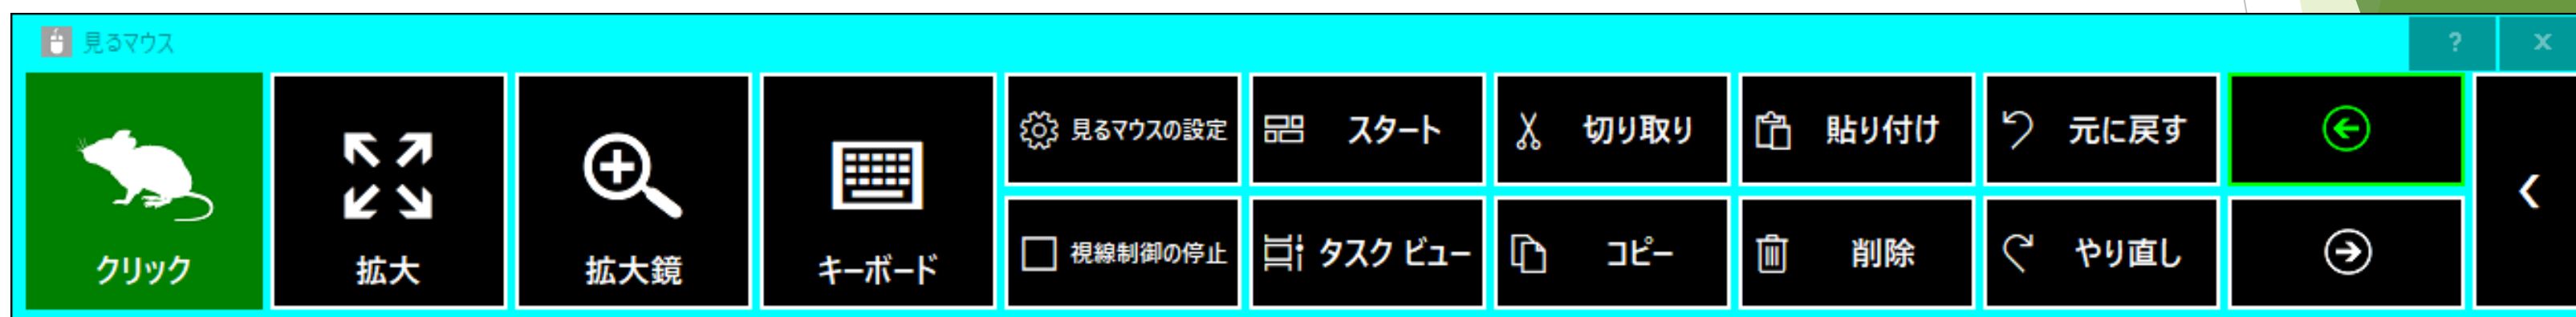 見るマウス
? x
クリック
拡大
拡大鏡
キーボード
見るマウスの設定
視線制御の停止
スタート
タスク ビュー
切り取り
コピー
貼り付け
削除
元に戻す
やり直し